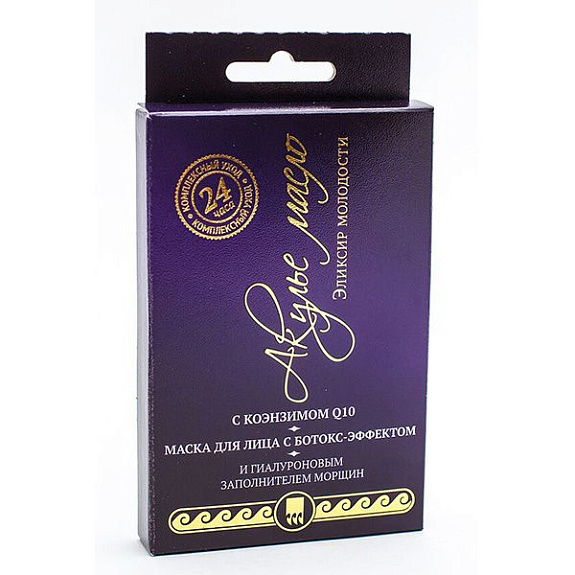 КОМПЛЕКСНЫЙ УХОД
24
часа
КОМПЛЕКСНЫЙ УХОД
Акулье масло
Эликсир молодости
С КОЭНЗИМОМ Q10
МАСКА ДЛЯ ЛИЦА С БОТОКС-ЭФФЕКТОМ
И ГИАЛУРОНОВЫМ
ЗАПОЛНИТЕЛЕМ МОРЩИН